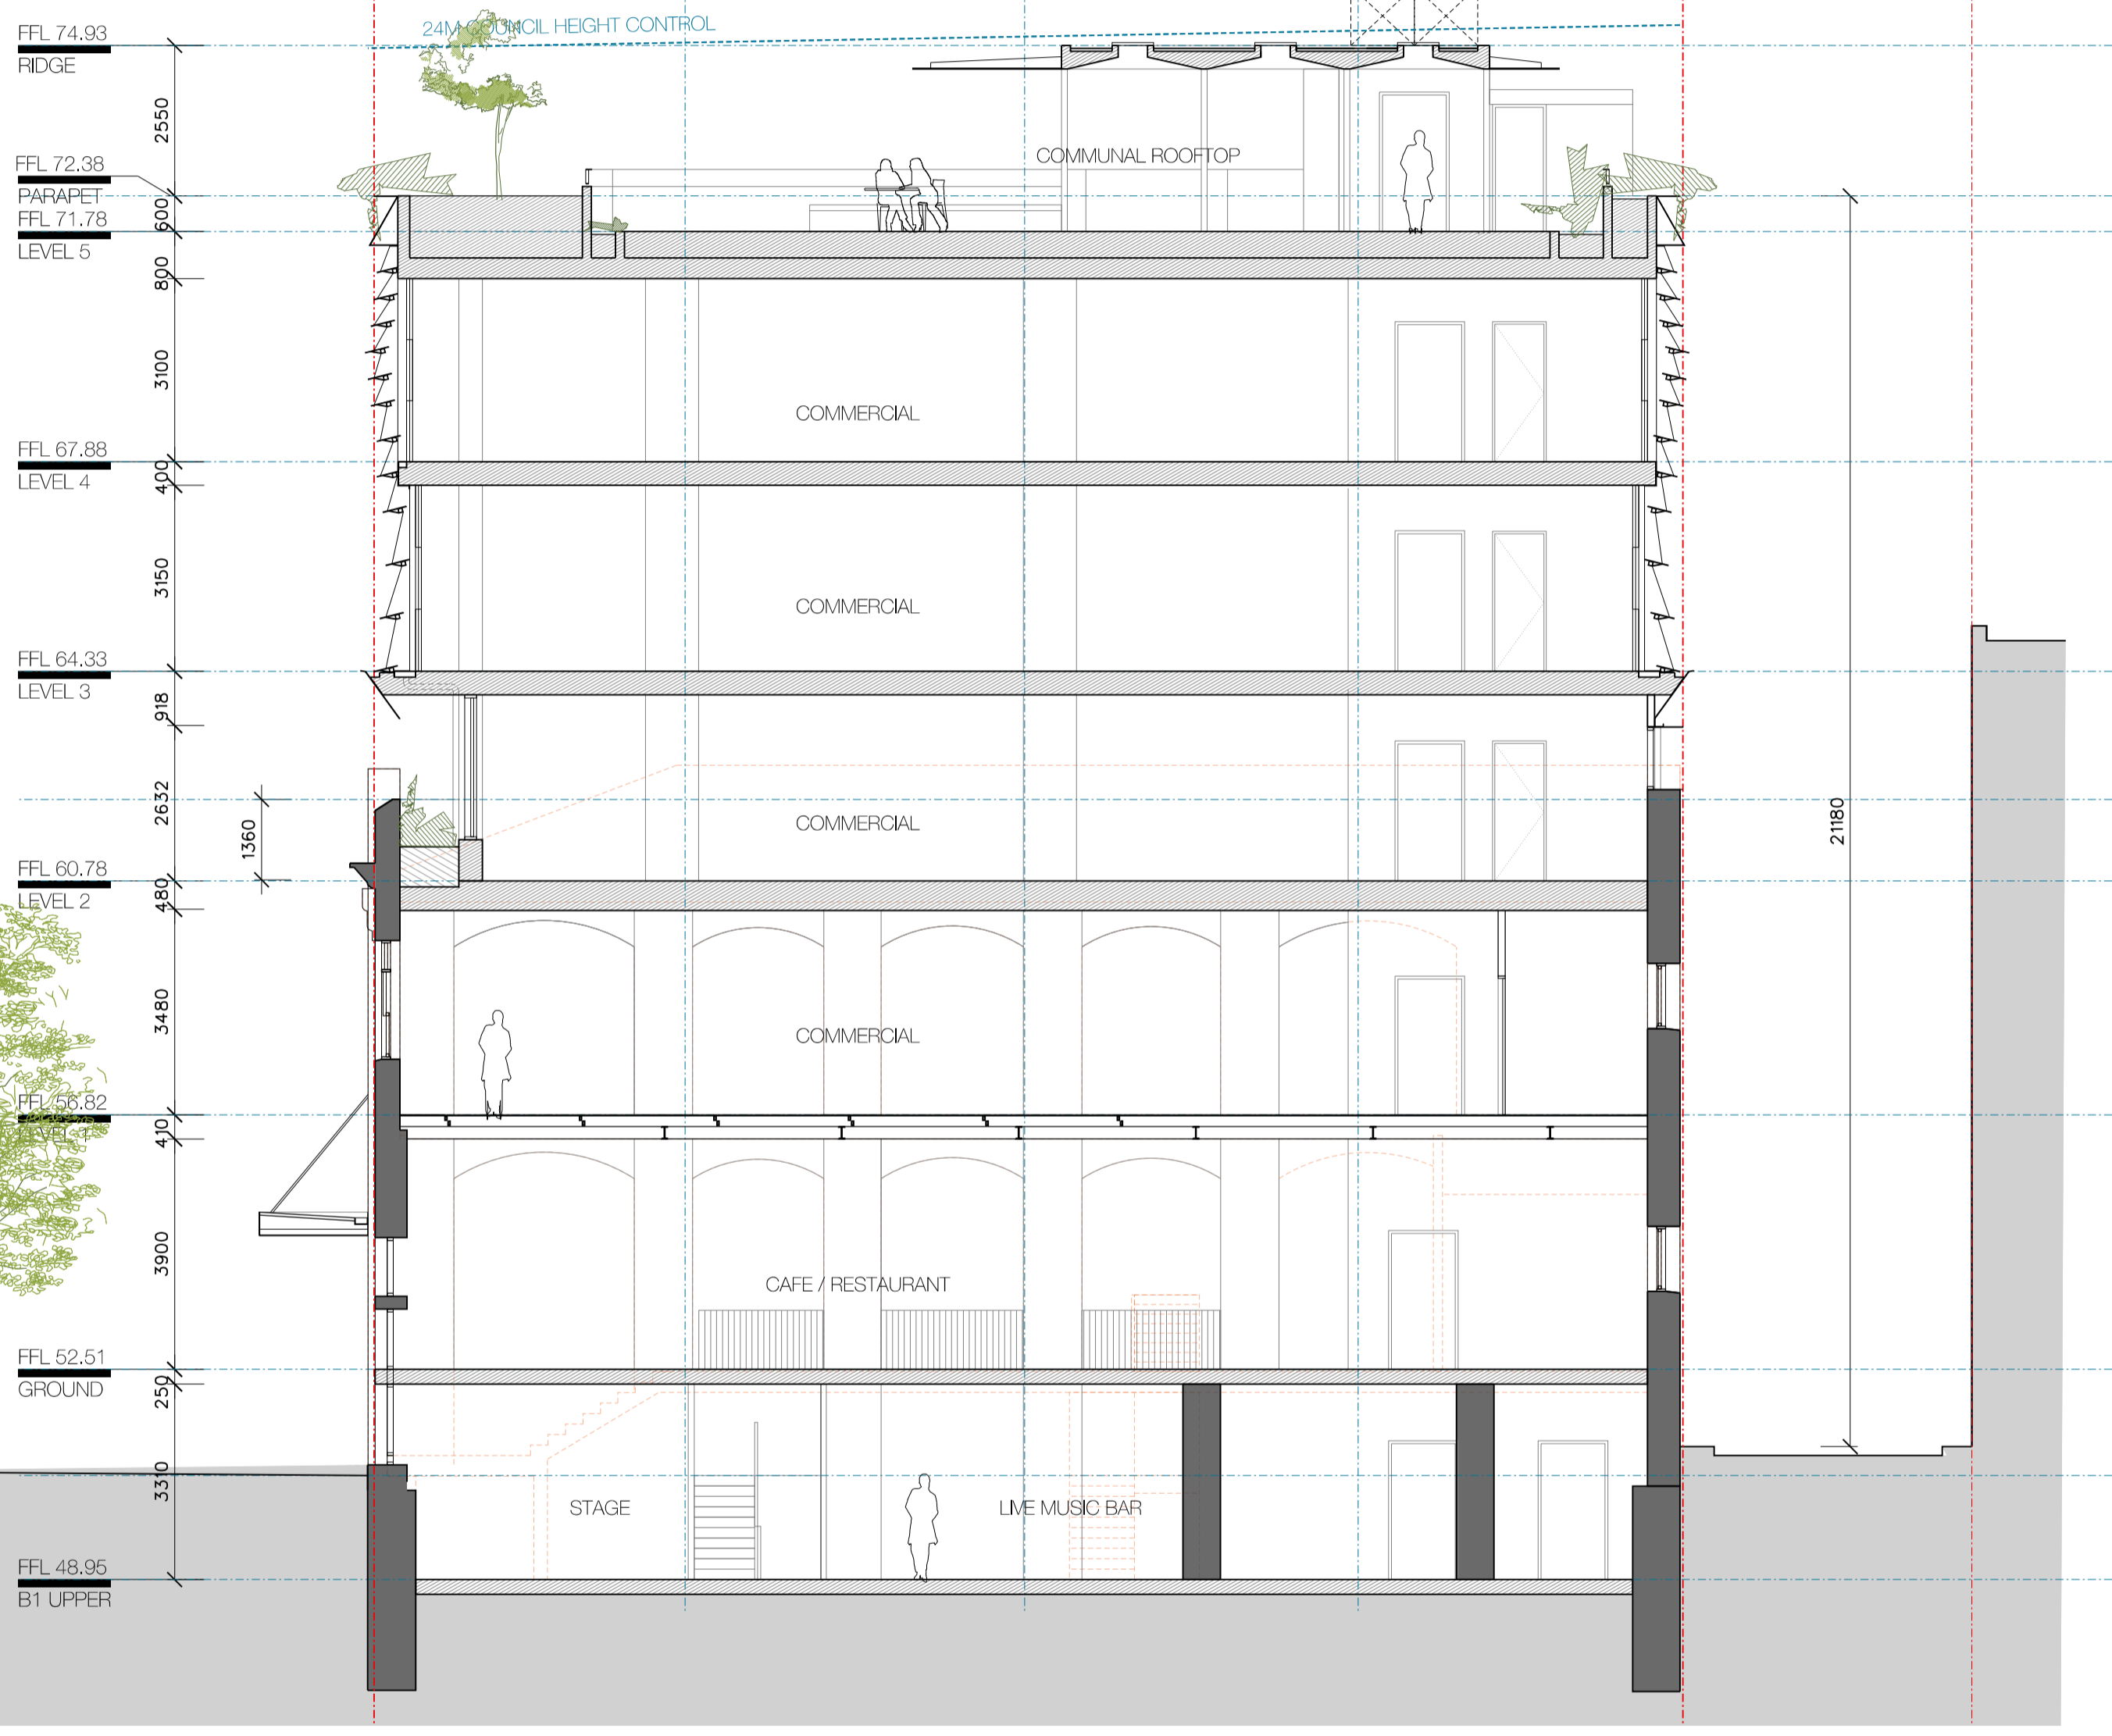 24M COUNCIL HEIGHT CONTROL
FFL 74.93
RIDGE
2550
COMMUNAL ROOFTOP
FFL 72.38
PARAPET
600
FFL 71.78
LEVEL 5
800
3100
COMMERCIAL
FFL 67.88
LEVEL 4
400
3150
COMMERCIAL
FFL 64.33
LEVEL 3
918
2632
1360
COMMERCIAL
21180
FFL 60.78
LEVEL 2
480
3480
COMMERCIAL
FFL 56.82
LEVEL 1
410
3900
CAFE / RESTAURANT
FFL 52.51
GROUND
250
3310
STAGE
LIVE MUSIC BAR
FFL 48.95
B1 UPPER